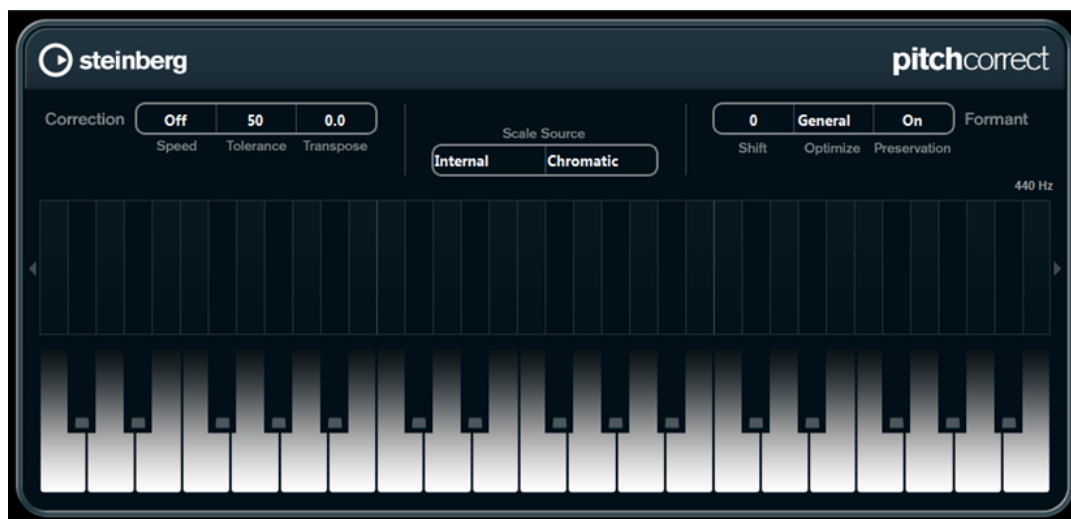 steinberg
pitchcorrect
Correction
Off 50 0.0
Speed Tolerance Transpose
Scale Source
Internal Chromatic
0 General On
Formant
Shift Optimize Preservation
440 Hz